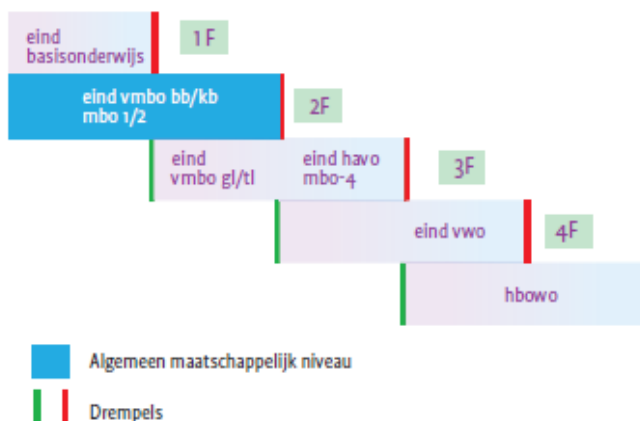 eind
basisonderwijs
1F
eind vmbo bb/kb
mbo 1/2
2F
eind
vmbo gl/tl
eind havo
mbo-4
3F
eind vwo
4F
hbowo
Algemeen maatschappelijk niveau
Drempels